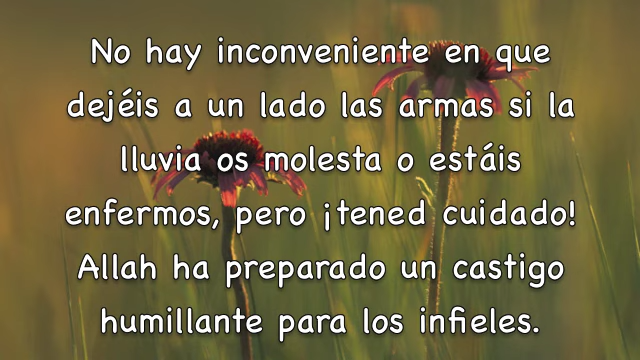 No hay inconveniente en que
dejéis a un lado las armas si la
lluvia os molesta o estáis
enfermos, pero ¡tened cuidado!
Allah ha preparado un castigo
humillante para los infieles.